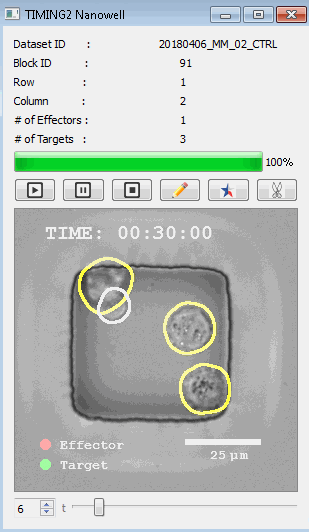 TIMING2 Nanowell
Dataset ID : 20180406_MM_02_CTRL
Block ID : 91
Row : 1
Column : 2
# of Effectors : 1
# of Targets : 3
100%
TIME: 00:30:00
Effector
Target
25 µm
6 t